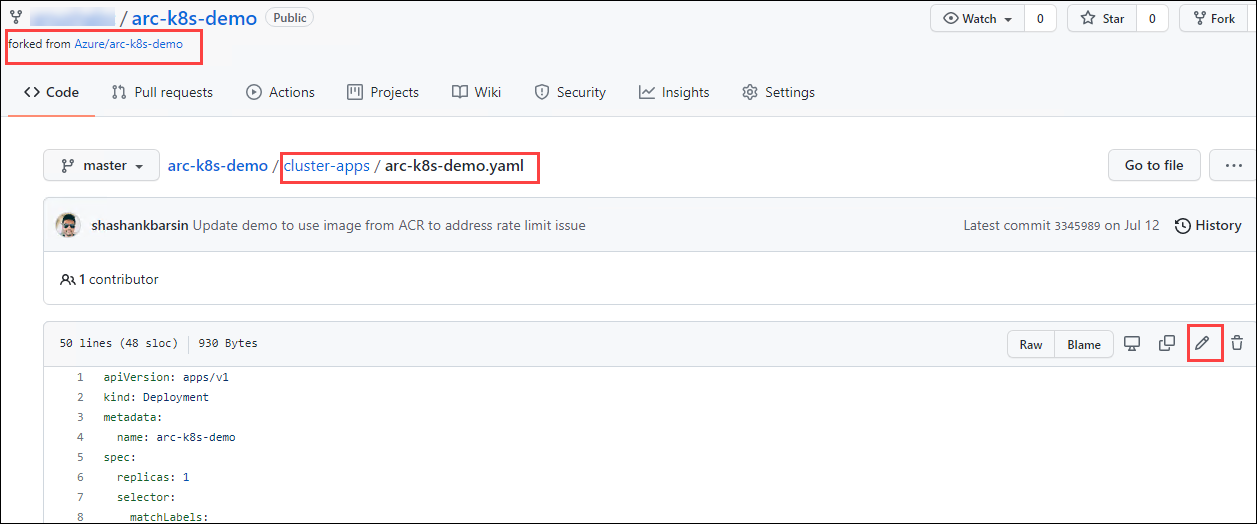 / arc-k8s-demo Public Watch 0 Star 0 Fork
forked from Azure/arc-k8s-demo
Code Pull requests Actions Projects Wiki Security Insights Settings
master arc-k8s-demo / cluster-apps / arc-k8s-demo.yaml Go to file ...
shashankbarsin Update demo to use image from ACR to address rate limit issue Latest commit 3345989 on Jul 12 History
1 contributor
50 lines (48 sloc) 930 Bytes Raw Blame
1 apiVersion: apps/v1
2 kind: Deployment
3 metadata:
4 name: arc-k8s-demo
5 spec:
6 replicas: 1
7 selector:
8 matchLabels: